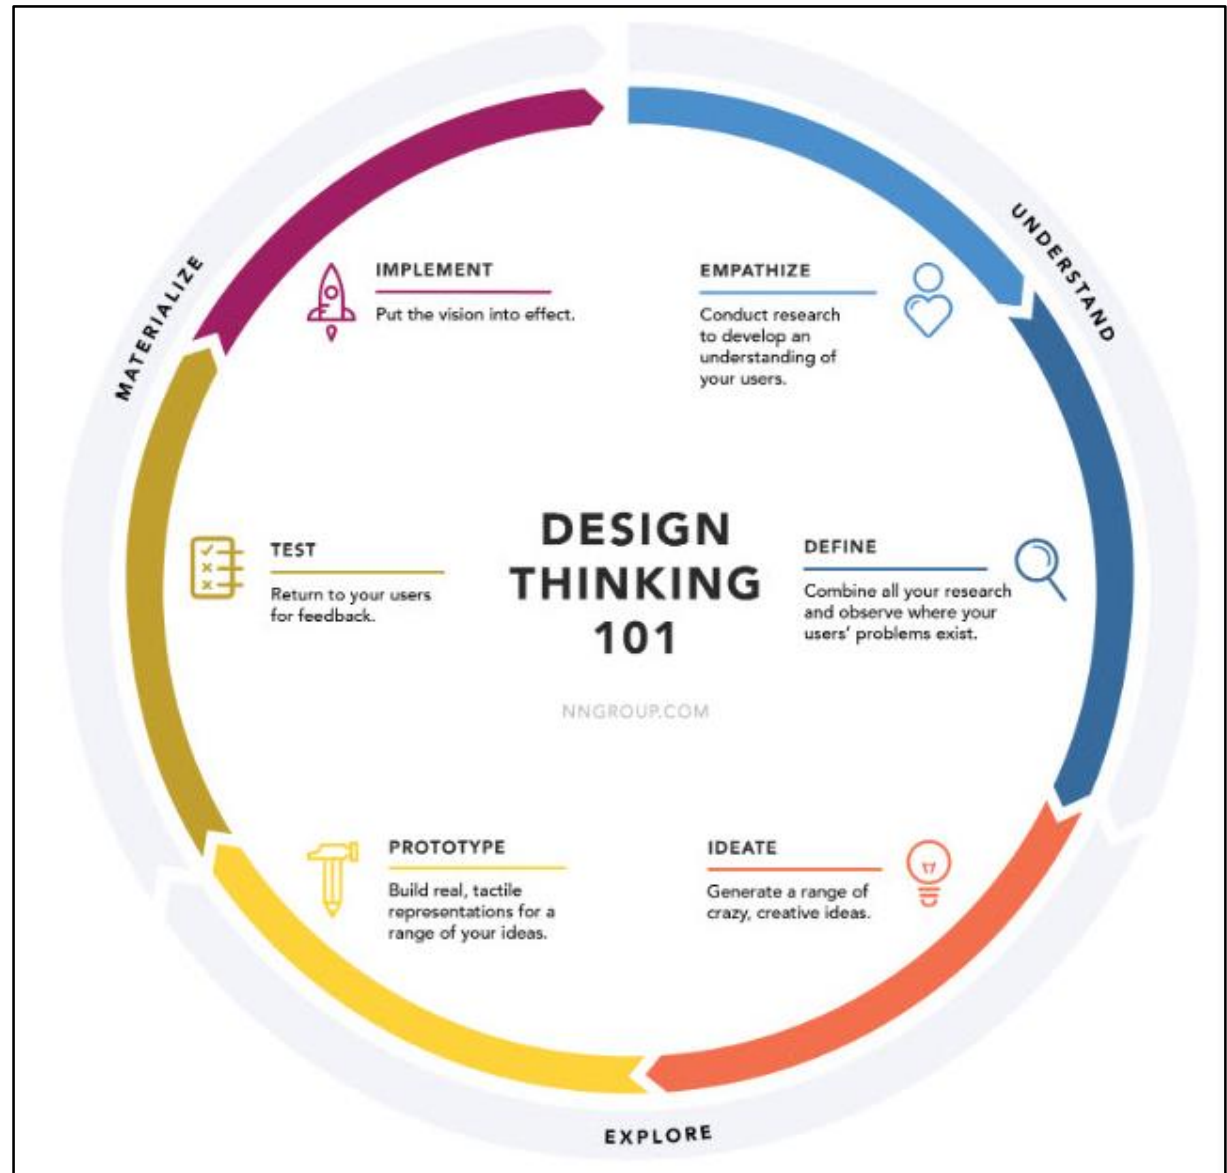 DESIGN
THINKING
101
NNGROUP.COM
UNDERSTAND
EMPATHIZE
Conduct research
to develop an
understanding of
your users.
DEFINE
Combine all your research
and observe where your
users' problems exist.
EXPLORE
IDEATE
Generate a range of
crazy, creative ideas.
PROTOTYPE
Build real, tactile
representations for a
range of your ideas.
MATERIALIZE
TEST
Return to your users
for feedback.
IMPLEMENT
Put the vision into effect.